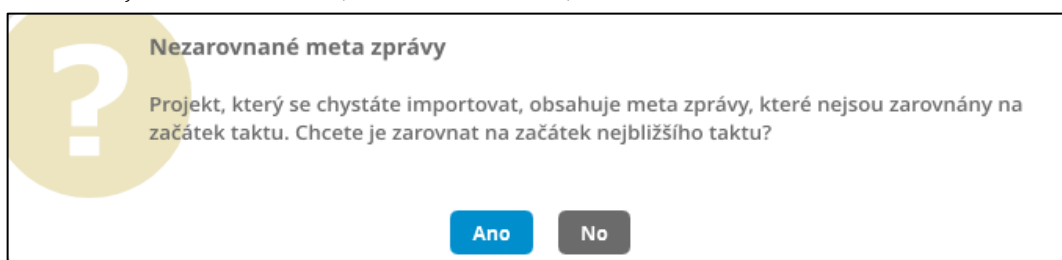 ?
Nezarovnané meta zprávy
Projekt, který se chystáte importovat, obsahuje meta zprávy, které nejsou zarovnány na
začátek taktu. Chcete je zarovnat na začátek nejbližšího taktu?
Ano No